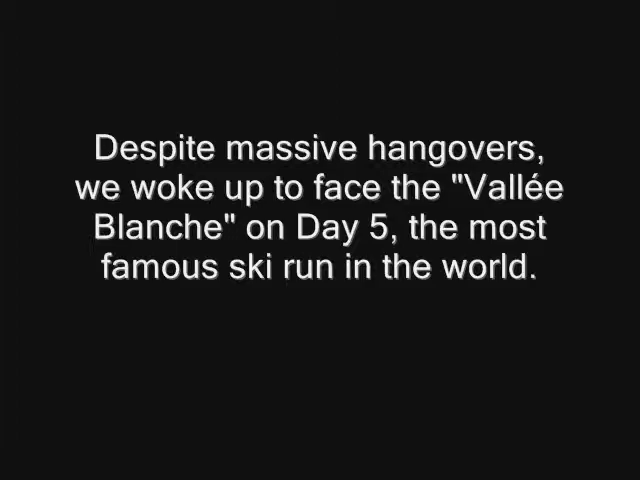 Despite massive hangovers,
we woke up to face the "Vallée
Blanche" on Day 5, the most
famous ski run in the world.